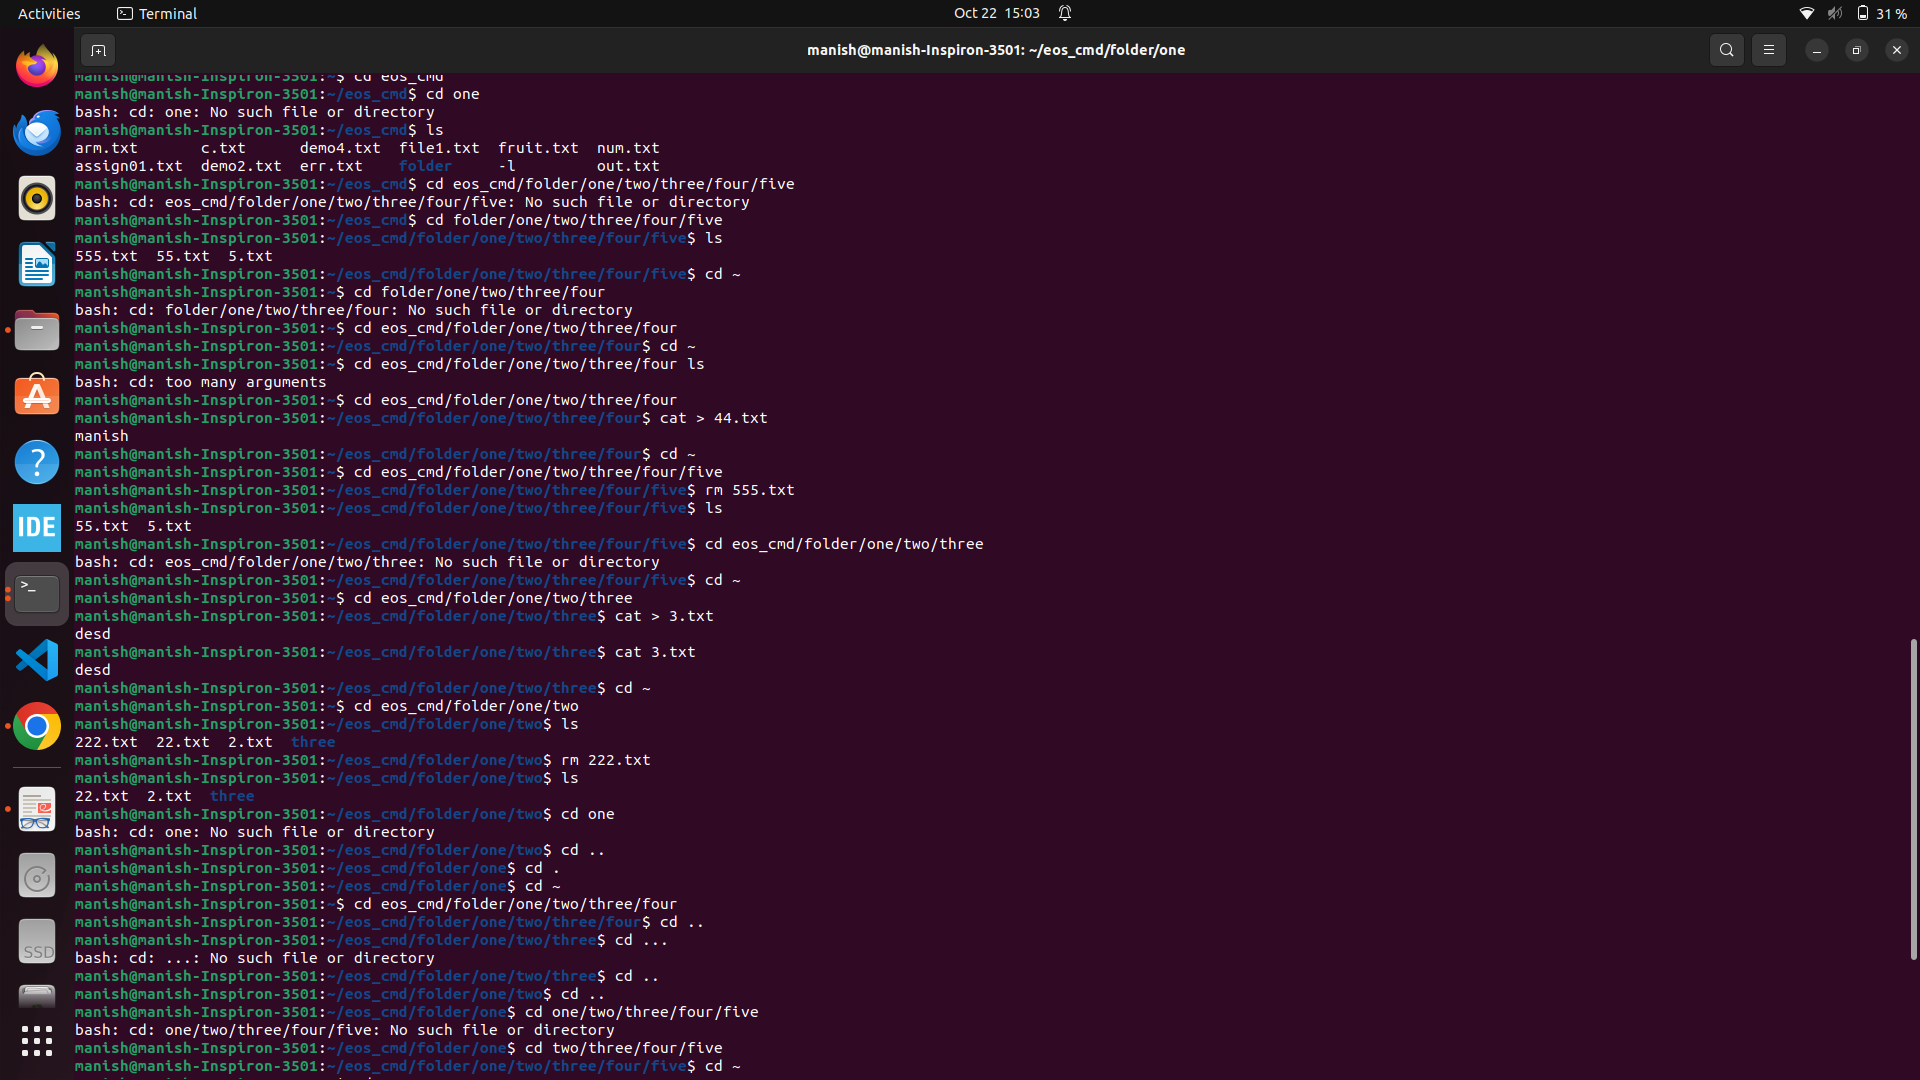 Activities
Terminal
Oct 22 15:03
31 %
manish@manish-Inspiron-3501: ~/eos_cmd/folder/one
manish@manish-Inspiron-3501:~$ cd eos_cmd
manish@manish-Inspiron-3501:~/eos_cmd$ cd one
bash: cd: one: No such file or directory
manish@manish-Inspiron-3501:~/eos_cmd$ ls
arm.txt       c.txt      demo4.txt  file1.txt  fruit.txt  num.txt
assign01.txt  demo2.txt  err.txt    folder     -l         out.txt
manish@manish-Inspiron-3501:~/eos_cmd$ cd eos_cmd/folder/one/two/three/four/five
bash: cd: eos_cmd/folder/one/two/three/four/five: No such file or directory
manish@manish-Inspiron-3501:~/eos_cmd$ cd folder/one/two/three/four/five
manish@manish-Inspiron-3501:~/eos_cmd/folder/one/two/three/four/five$ ls
555.txt  55.txt  5.txt
manish@manish-Inspiron-3501:~/eos_cmd/folder/one/two/three/four/five$ cd ~
manish@manish-Inspiron-3501:~$ cd folder/one/two/three/four
bash: cd: folder/one/two/three/four: No such file or directory
manish@manish-Inspiron-3501:~$ cd eos_cmd/folder/one/two/three/four
manish@manish-Inspiron-3501:~/eos_cmd/folder/one/two/three/four$ cd ~
manish@manish-Inspiron-3501:~$ cd eos_cmd/folder/one/two/three/four ls
bash: cd: too many arguments
manish@manish-Inspiron-3501:~$ cd eos_cmd/folder/one/two/three/four
manish@manish-Inspiron-3501:~/eos_cmd/folder/one/two/three/four$ cat > 44.txt
manish
manish@manish-Inspiron-3501:~/eos_cmd/folder/one/two/three/four$ cd ~
manish@manish-Inspiron-3501:~$ cd eos_cmd/folder/one/two/three/four/five
manish@manish-Inspiron-3501:~/eos_cmd/folder/one/two/three/four/five$ rm 555.txt
manish@manish-Inspiron-3501:~/eos_cmd/folder/one/two/three/four/five$ ls
55.txt  5.txt
manish@manish-Inspiron-3501:~/eos_cmd/folder/one/two/three/four/five$ cd eos_cmd/folder/one/two/three
bash: cd: eos_cmd/folder/one/two/three: No such file or directory
manish@manish-Inspiron-3501:~/eos_cmd/folder/one/two/three/four/five$ cd ~
manish@manish-Inspiron-3501:~$ cd eos_cmd/folder/one/two/three
manish@manish-Inspiron-3501:~/eos_cmd/folder/one/two/three$ cat > 3.txt
desd
manish@manish-Inspiron-3501:~/eos_cmd/folder/one/two/three$ cat 3.txt
desd
manish@manish-Inspiron-3501:~/eos_cmd/folder/one/two/three$ cd ~
manish@manish-Inspiron-3501:~$ cd eos_cmd/folder/one/two
manish@manish-Inspiron-3501:~/eos_cmd/folder/one/two$ ls
222.txt  22.txt  2.txt  three
manish@manish-Inspiron-3501:~/eos_cmd/folder/one/two$ rm 222.txt
manish@manish-Inspiron-3501:~/eos_cmd/folder/one/two$ ls
22.txt  2.txt  three
manish@manish-Inspiron-3501:~/eos_cmd/folder/one/two$ cd one
bash: cd: one: No such file or directory
manish@manish-Inspiron-3501:~/eos_cmd/folder/one/two$ cd ..
manish@manish-Inspiron-3501:~/eos_cmd/folder/one$ cd .
manish@manish-Inspiron-3501:~/eos_cmd/folder/one$ cd ~
manish@manish-Inspiron-3501:~$ cd eos_cmd/folder/one/two/three/four
manish@manish-Inspiron-3501:~/eos_cmd/folder/one/two/three/four$ cd ..
manish@manish-Inspiron-3501:~/eos_cmd/folder/one/two/three$ cd ...
bash: cd: ...: No such file or directory
manish@manish-Inspiron-3501:~/eos_cmd/folder/one/two/three$ cd ..
manish@manish-Inspiron-3501:~/eos_cmd/folder/one/two$ cd ..
manish@manish-Inspiron-3501:~/eos_cmd/folder/one$ cd one/two/three/four/five
bash: cd: one/two/three/four/five: No such file or directory
manish@manish-Inspiron-3501:~/eos_cmd/folder/one$ cd two/three/four/five
manish@manish-Inspiron-3501:~/eos_cmd/folder/one/two/three/four/five$ cd ~
IDE
SSD